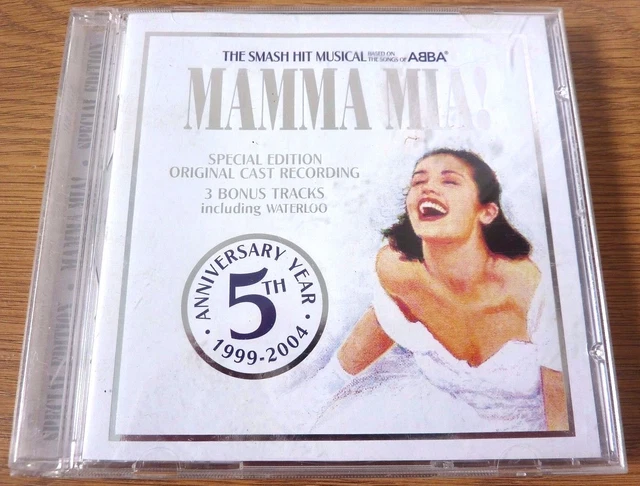 THE SMASH HIT MUSICAL BASED ON THE SONGS OF ABBA®
MAMMA MIA!
SPECIAL EDITION
ORIGINAL CAST RECORDING
3 BONUS TRACKS
including WATERLOO
ANNIVERSARY YEAR
5TH
• 1999-2004 •
SPECIAL EDITION • MAMMA MIA! • SPECIAL EDITION